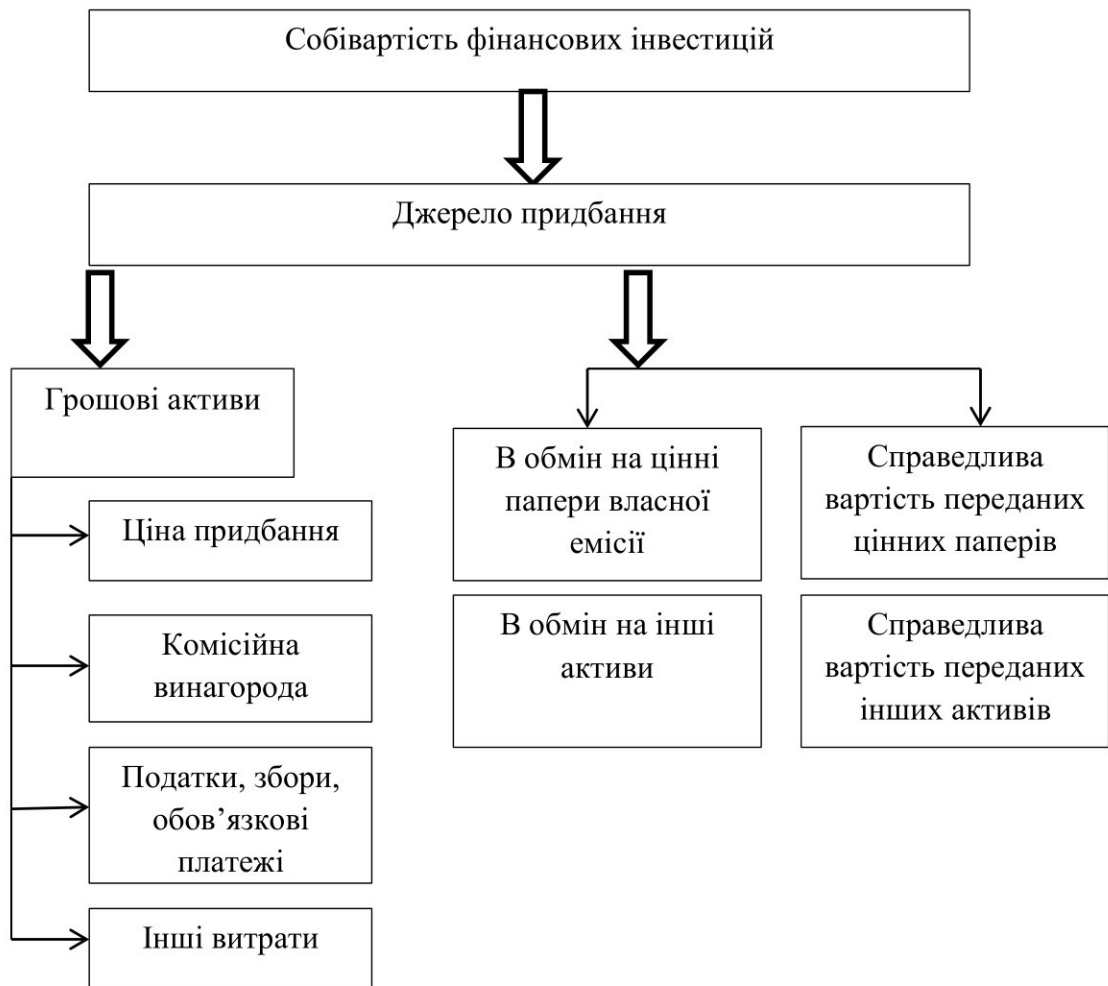 Собівартість фінансових інвестицій
Джерело придбання
Грошові активи
Ціна придбання
Комісійна
винагорода
Податки, збори,
обов’язкові
платежі
Інші витрати
В обмін на цінні
папери власної
емісії
Справедлива
вартість переданих
цінних паперів
В обмін на інші
активи
Справедлива
вартість переданих
інших активів